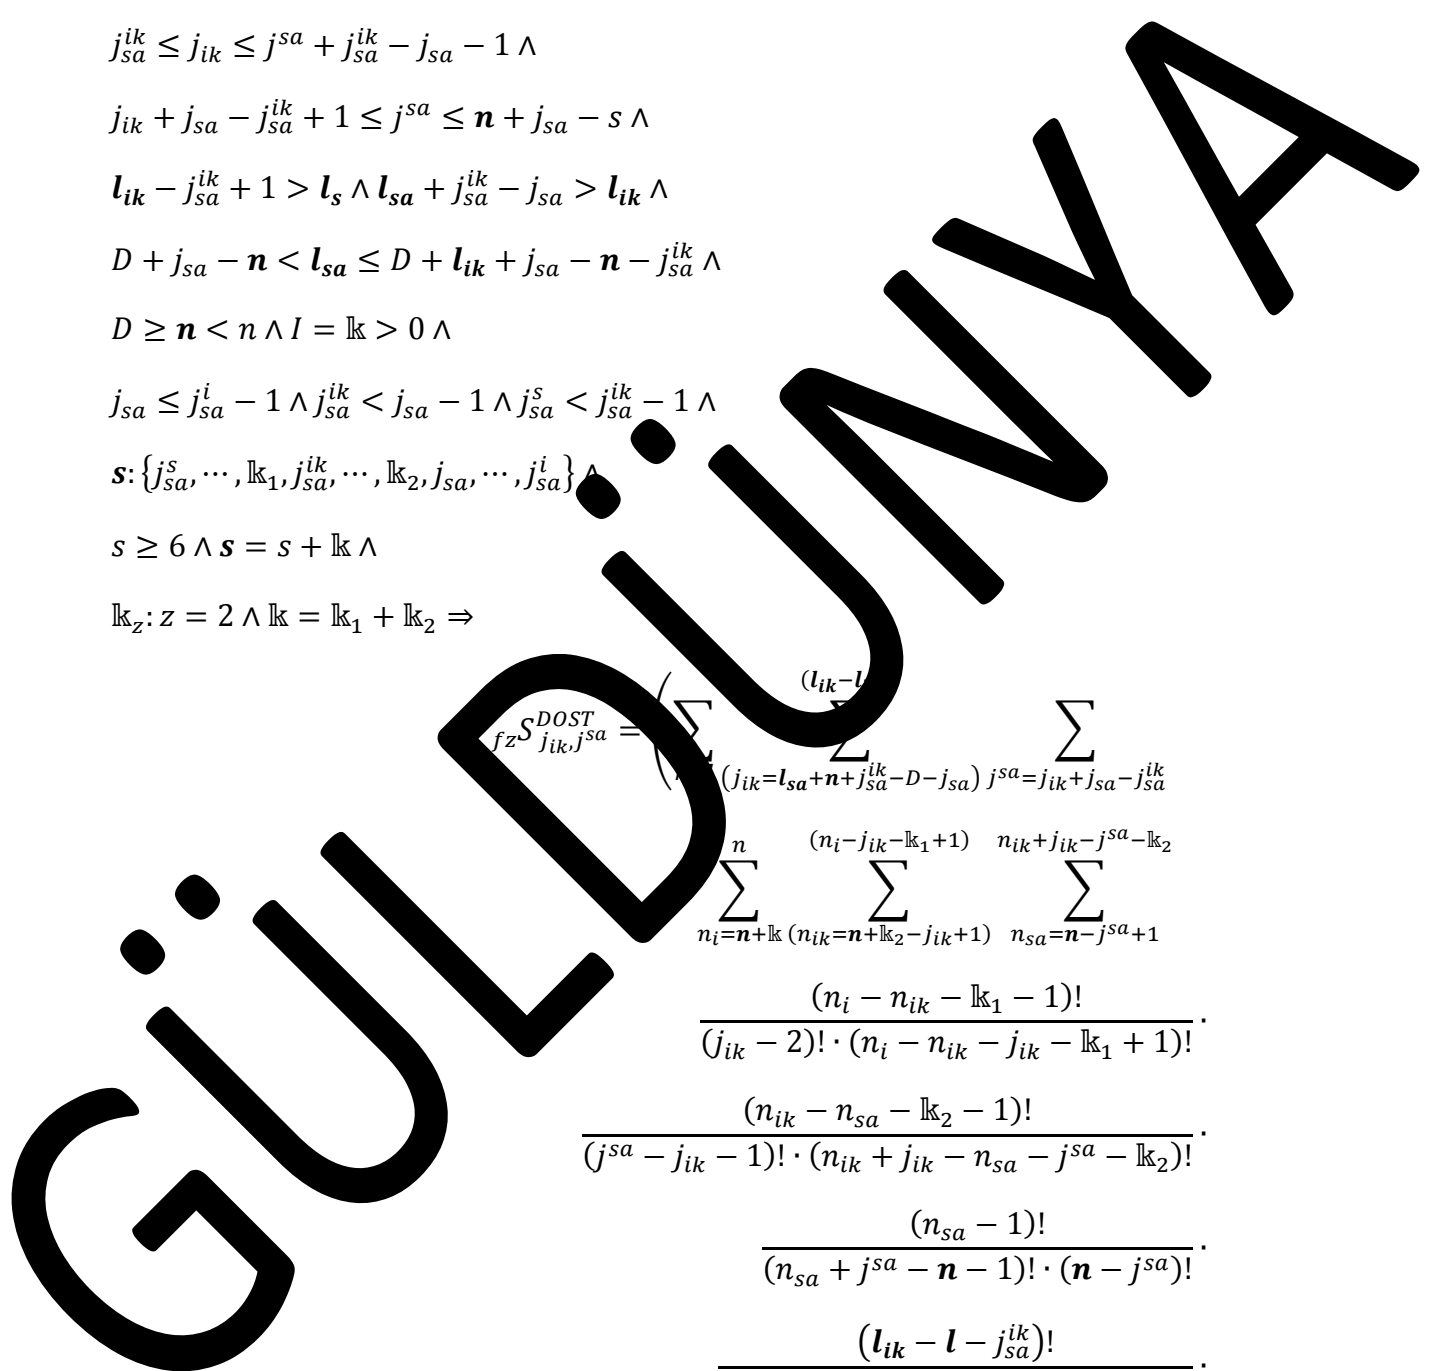 j_{sa}^{ik} ≤ j_{ik} ≤ j^{sa} + j_{sa}^{ik} − j_{sa} − 1 ∧
j_{ik} + j_{sa} − j_{sa}^{ik} + 1 ≤ j^{sa} ≤ n + j_{sa} − s ∧
l_{ik} − j_{sa}^{ik} + 1 > l_s ∧ l_{sa} + j_{sa}^{ik} − j_{sa} > l_{ik} ∧
D + j_{sa} − n < l_{sa} ≤ D + l_{ik} + j_{sa} − n − j_{sa}^{ik} ∧
D ≥ n < n ∧ I = 𝕜 > 0 ∧
j_{sa} ≤ j_{sa}^{i} − 1 ∧ j_{sa}^{ik} < j_{sa} − 1 ∧ j_{sa}^{s} < j_{sa}^{ik} − 1 ∧
s: {j_{sa}^{s}, ⋯ , 𝕜_1, j_{sa}^{ik}, ⋯ , 𝕜_2, j_{sa}, ⋯ , j_{sa}^{i}} ∧
s ≥ 6 ∧ s = s + 𝕜 ∧
𝕜_z: z = 2 ∧ 𝕜 = 𝕜_1 + 𝕜_2 ⇒
(l_{ik}−l
_{fz}S_{j_{ik},j^{sa}}^{DOST} = ( ∑ ∑ ∑
(j_{ik}=l_{sa}+n+j_{sa}^{ik}−D−j_{sa}) j^{sa}=j_{ik}+j_{sa}−j_{sa}^{ik}
n (n_i−j_{ik}−𝕜_1+1) n_{ik}+j_{ik}−j^{sa}−𝕜_2
∑ ∑ ∑
n_i=n+𝕜 (n_{ik}=n+𝕜_2−j_{ik}+1) n_{sa}=n−j^{sa}+1
(n_i − n_{ik} − 𝕜_1 − 1)!
(j_{ik} − 2)! · (n_i − n_{ik} − j_{ik} − 𝕜_1 + 1)! ·
(n_{ik} − n_{sa} − 𝕜_2 − 1)!
(j^{sa} − j_{ik} − 1)! · (n_{ik} + j_{ik} − n_{sa} − j^{sa} − 𝕜_2)! ·
(n_{sa} − 1)!
(n_{sa} + j^{sa} − n − 1)! · (n − j^{sa})! ·
(l_{ik} − l − j_{sa}^{ik})! ·
GÜLDÜNYA